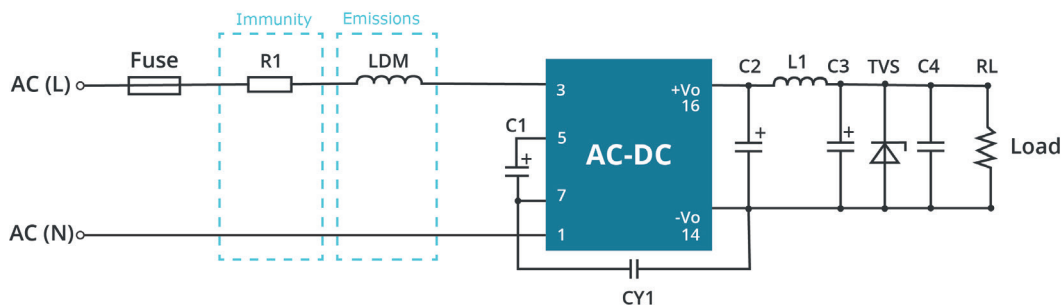 Immunity
Emissions
Fuse
R1
LDM
C2
L1
C3
TVS
C4
RL
AC (L)
3
+Vo
16
C1
+
5
AC-DC
+
+
Load
7
AC (N)
1
-Vo
14
CY1